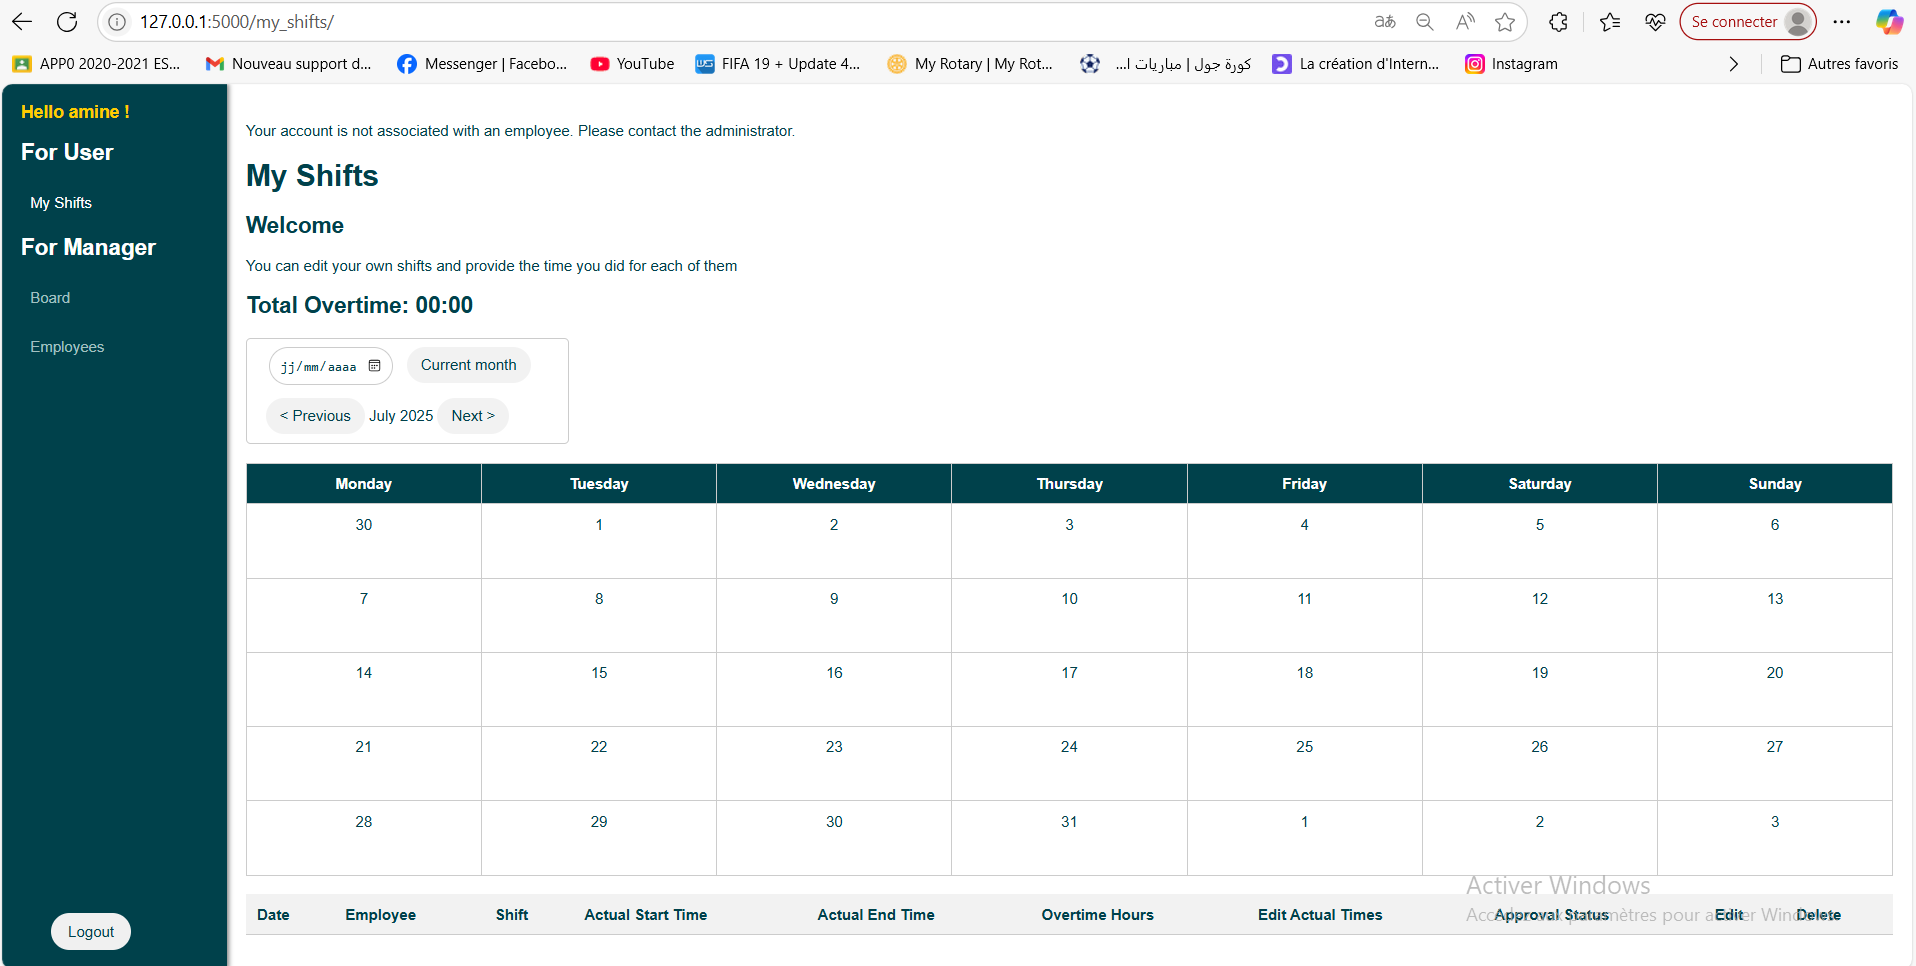 127.0.0.1:5000/my_shifts/
Se connecter
APP0 2020-2021 ES...
Nouveau support d...
Messenger | Facebo...
YouTube
FIFA 19 + Update 4...
My Rotary | My Rot...
كورة جول | مباريات ا...
La création d'Intern...
Instagram
Autres favoris
Hello amine !
For User
My Shifts
For Manager
Board
Employees
Logout
Your account is not associated with an employee. Please contact the administrator.
My Shifts
Welcome
You can edit your own shifts and provide the time you did for each of them
Total Overtime: 00:00
jj/mm/aaaa Current month
< Previous July 2025 Next >
Monday Tuesday Wednesday Thursday Friday Saturday Sunday
30 1 2 3 4 5 6
7 8 9 10 11 12 13
14 15 16 17 18 19 20
21 22 23 24 25 26 27
28 29 30 31 1 2 3
Activer Windows
Date Employee Shift Actual Start Time Actual End Time Overtime Hours Edit Actual Times Approval Status Edit Delete